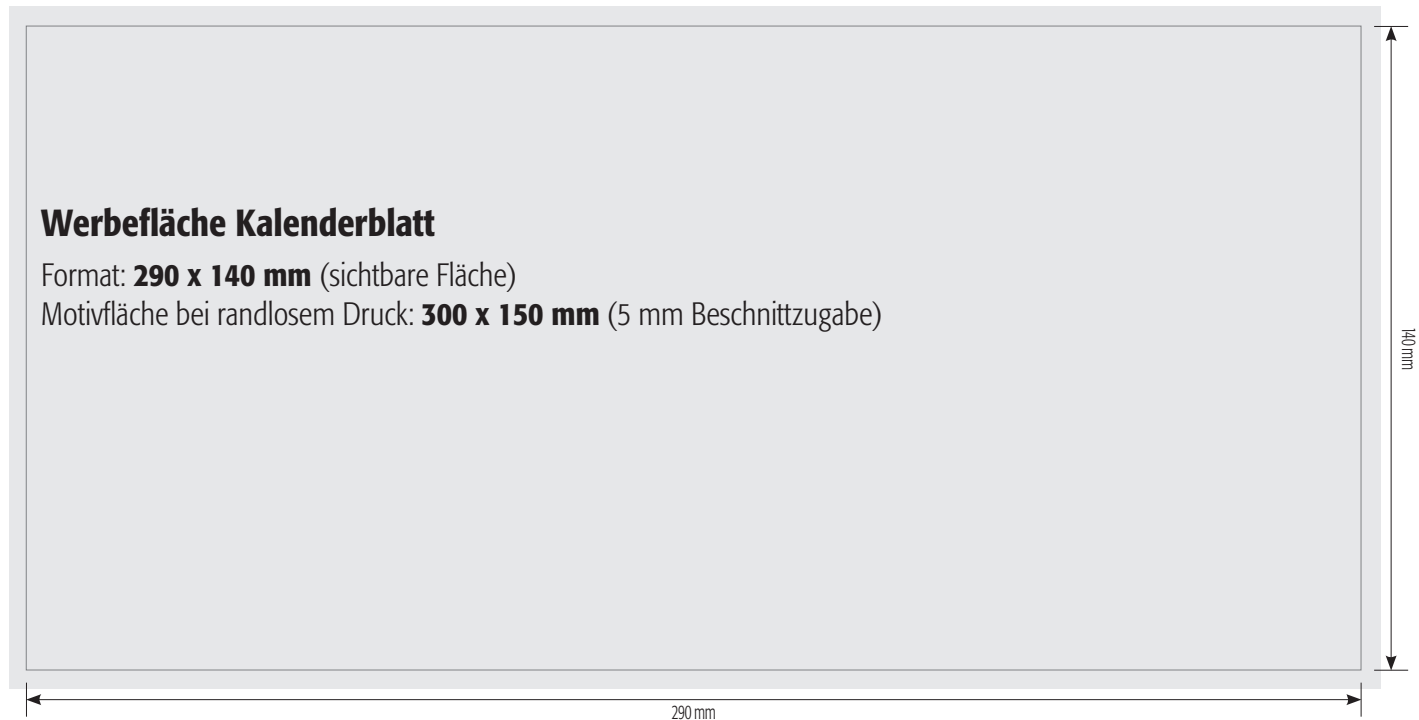 Werbefläche Kalenderblatt
Format: 290 x 140 mm (sichtbare Fläche)
Motivfläche bei randlosem Druck: 300 x 150 mm (5 mm Beschnittzugabe)
140 mm
290 mm